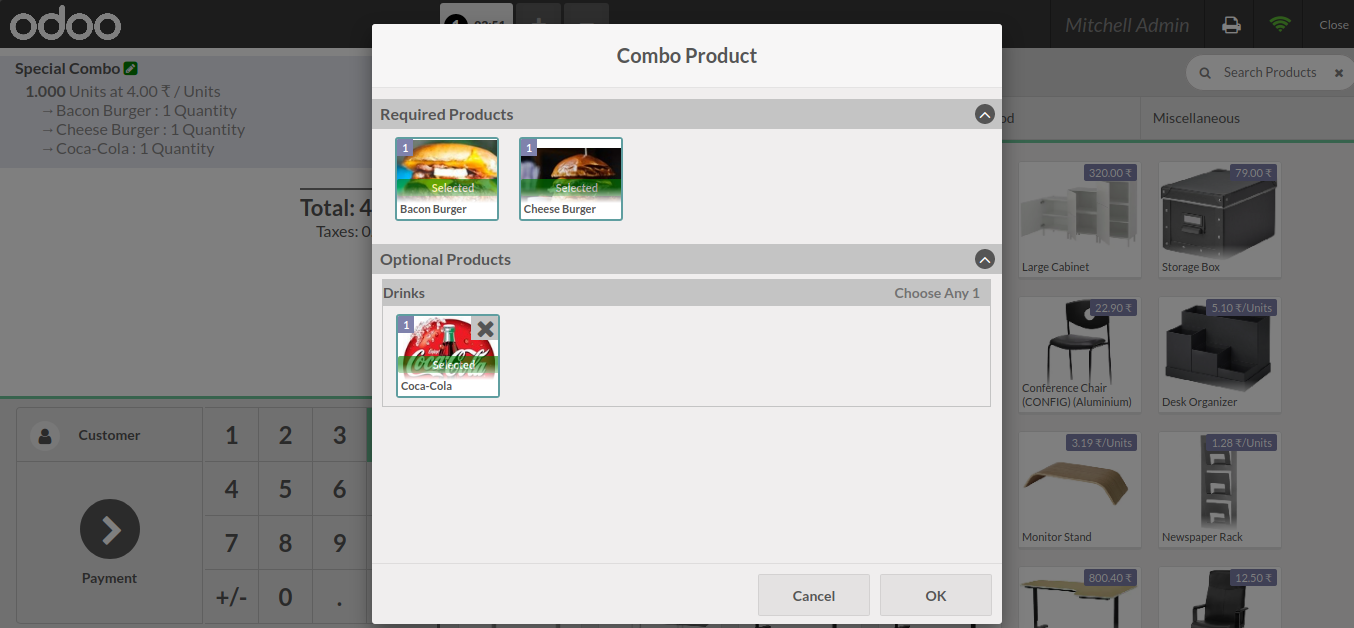 odoo
Mitchell Admin
Close
Special Combo
1.000 Units at 4.00 ₹ / Units
→Bacon Burger : 1 Quantity
→Cheese Burger : 1 Quantity
→Coca-Cola : 1 Quantity
Total: 4
Taxes: 0
Customer
Payment
1 2 3
4 5 6
7 8 9
+/- 0 .
Combo Product
Required Products
1
Selected
Bacon Burger
1
Selected
Cheese Burger
Optional Products
Drinks
Choose Any 1
1
Coca-Cola
Selected
Coca-Cola
Cancel
OK
Search Products
od
Miscellaneous
320.00 ₹
Large Cabinet
79.00 ₹
Storage Box
22.90 ₹
Conference Chair
(CONFIG) (Aluminium)
5.10 ₹/Units
Desk Organizer
3.19 ₹/Units
Monitor Stand
1.28 ₹/Units
Newspaper Rack
800.40 ₹
12.50 ₹